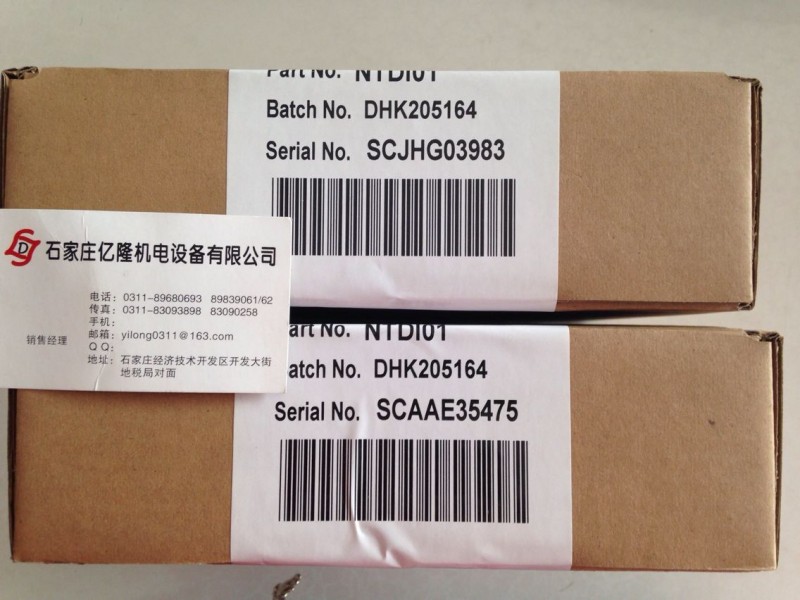 Part No. NTDI01
Batch No. DHK205164
Serial No. SCJHG03983
石家庄亿隆机电设备有限公司
电话：0311-89680693 89839061/62
传真：0311-83093898 83090258
手机：
销售经理
邮箱：yilong0311@163.com
Q Q：
地址：石家庄经济技术开发区开发大街
地税局对面
art No. NTDI01
atch No. DHK205164
Serial No. SCAAE35475